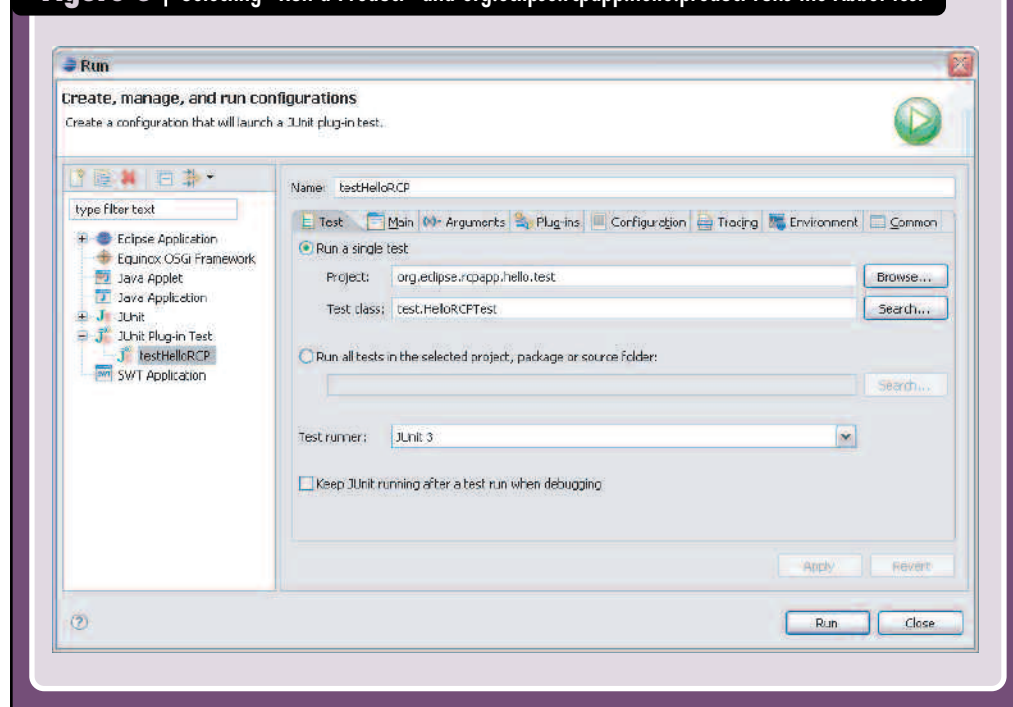 Run
Create, manage, and run configurations
Create a configuration that will launch a JUnit plug-in test.
type filter text
Eclipse Application
Equinox OSGi Framework
Java Applet
Java Application
JUnit
JUnit Plug-in Test
testHelloRCP
SWT Application
Name: testHelloRCP
Test Main Arguments Plug-ins Configuration Tracing Environment Common
Run a single test
Project: org.eclipse.rcpapp.hello.test Browse...
Test class: test.HelloRCPTest Search...
Run all tests in the selected project, package or source folder:
Search...
Test runner: JUnit 3
Keep JUnit running after a test run when debugging
Apply Revert
Run Close